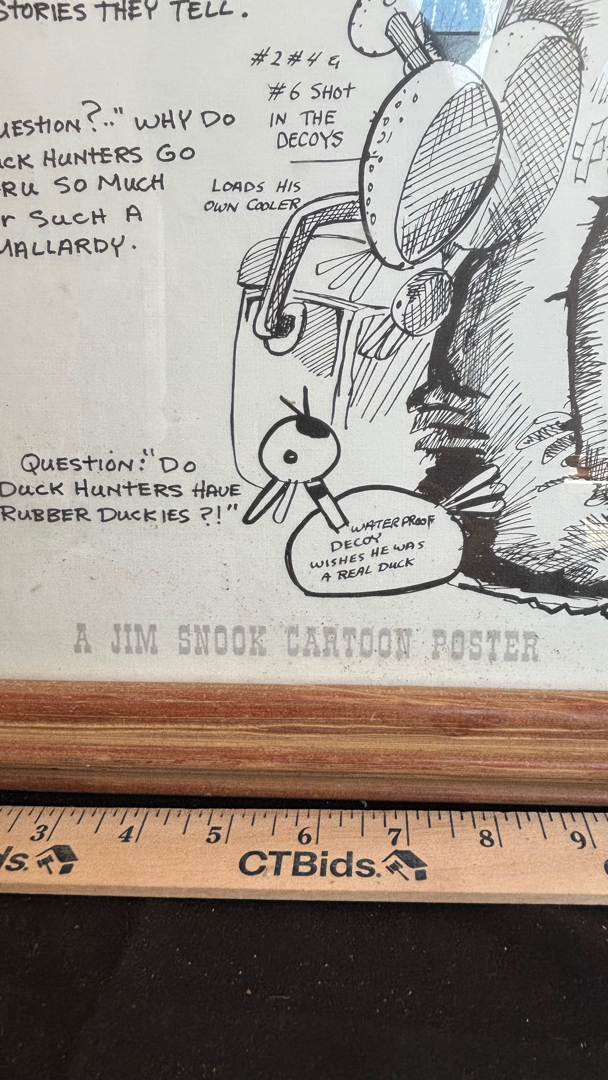 STORIES THEY TELL.
#2 #4 &
#6 SHOT
IN THE
DECOYS
LOADS HIS
OWN COOLER
UESTION?.." WHY DO
CK HUNTERS GO
RU SO MUCH
R SUCH A
MALLARDY.
QUESTION: "DO
DUCK HUNTERS HAVE
RUBBER DUCKIES?!"
WATERPROOF
DECOY
WISHES HE WAS
A REAL DUCK
A JIM SNOOK CARTOON POSTER
3 4 5 6 7 8 9
ds. CTBids.